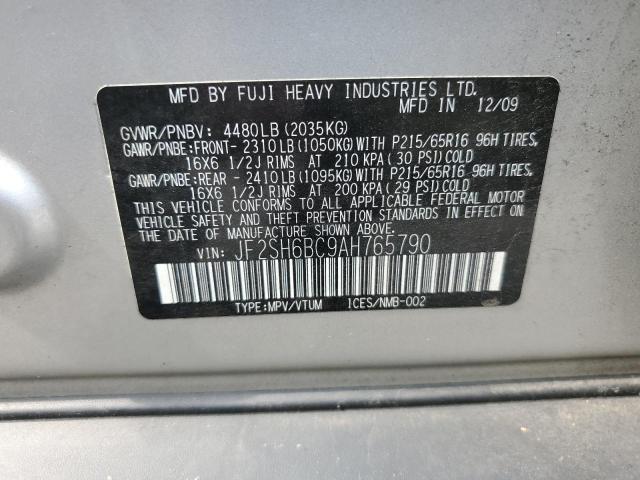 MFD BY FUJI HEAVY INDUSTRIES LTD.
MFD IN 12/09
GVWR/PNBV: 4480LB (2035KG)
GAWR/PNBE:FRONT- 2310LB(1050KG)WITH P215/65R16 96H TIRES,
16X6 1/2J RIMS AT 210 KPA (30 PSI)COLD
GAWR/PNBE:REAR - 2410LB(1095KG)WITH P215/65R16 96H TIRES,
16X6 1/2J RIMS AT 200 KPA (29 PSI)COLD
THIS VEHICLE CONFORMS TO ALL APPLICABLE FEDERAL MOTOR
VEHICLE SAFETY AND THEFT PREVENTION STANDARDS IN EFFECT
ON THE DATE OF MANUFACTURE SHOWN ABOVE.
VIN: JF2SH6BC9AH765790
TYPE:MPV/VTUM ICES/NMB-002